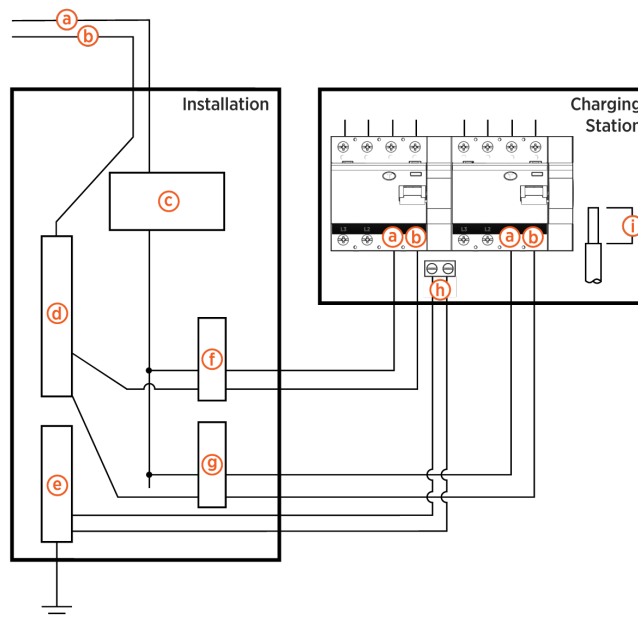 a
b
Installation
Charging
Station
c
i
L3 L2 a b
L3 L2 a b
h
d
f
g
e